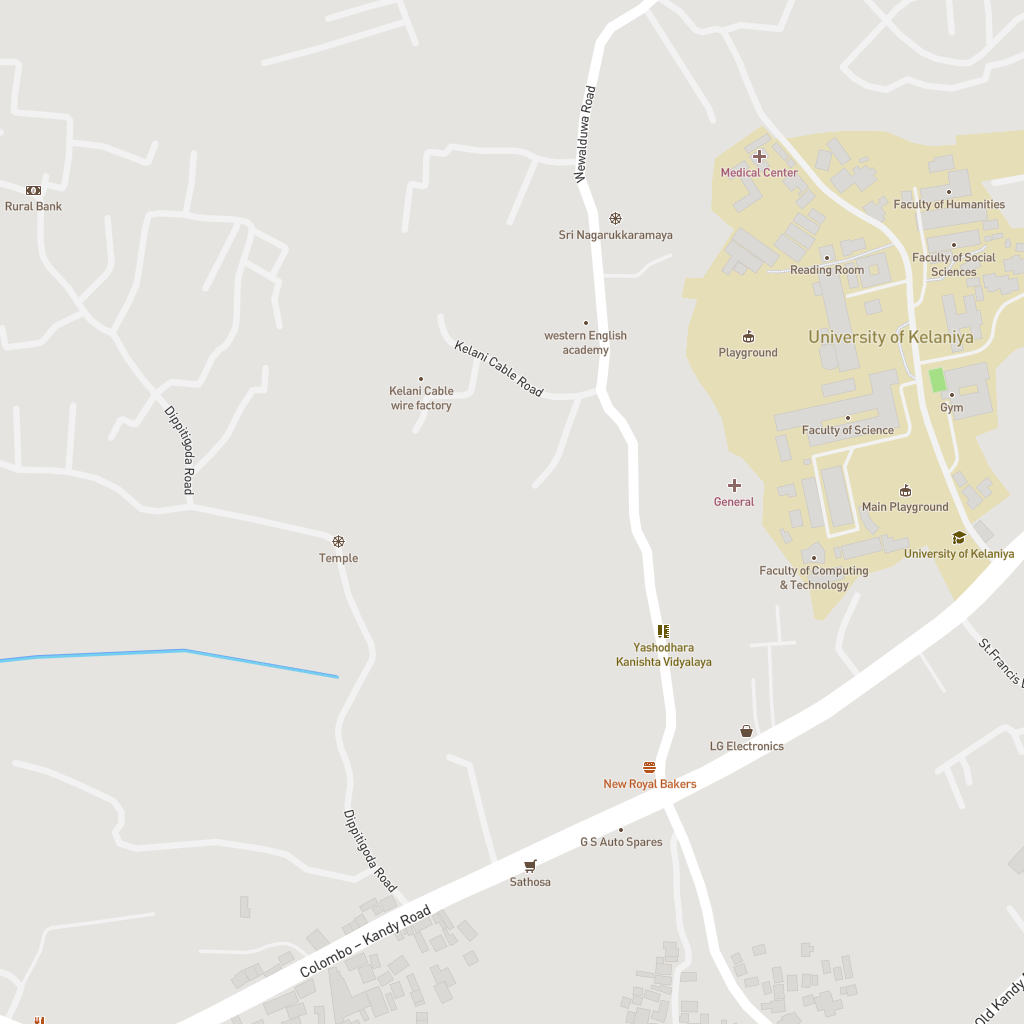 Newalduwa Road
Medical Center
Rural Bank
Faculty of Humanities
Sri Nagarukkaramaya
Faculty of Social
Sciences
Reading Room
western English
academy
University of Kelaniya
Playground
Kelani Cable Road
Kelani Cable
wire factory
Gym
Dippitigoda Road
Faculty of Science
General
Main Playground
University of Kelaniya
Temple
Faculty of Computing
& Technology
Yashodhara
Kanishta Vidyalaya
St.Francis
LG Electronics
New Royal Bakers
G S Auto Spares
Dippitigoda Road
Sathosa
Colombo – Kandy Road
Old Kandy